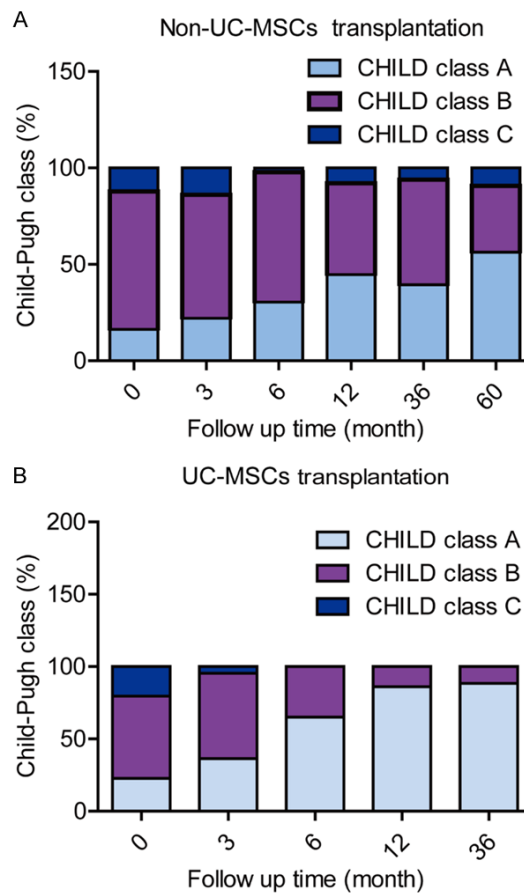 A
Non-UC-MSCs transplantation
150
100
50
0
Child-Pugh class (%)
CHILD class A
CHILD class B
CHILD class C
0 3 6 12 36 60
Follow up time (month)
B
UC-MSCs transplantation
200
150
100
50
0
Child-Pugh class (%)
CHILD class A
CHILD class B
CHILD class C
0 3 6 12 36
Follow up time (month)